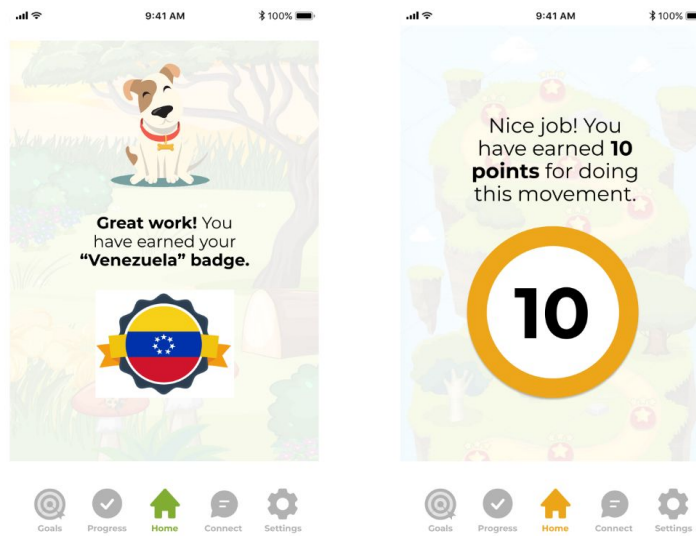 9:41 AM
100%
Great work! You
have earned your
“Venezuela” badge.
Goals
Progress
Home
Connect
Settings
9:41 AM
100%
Nice job! You
have earned 10
points for doing
this movement.
10
Goals
Progress
Home
Connect
Settings